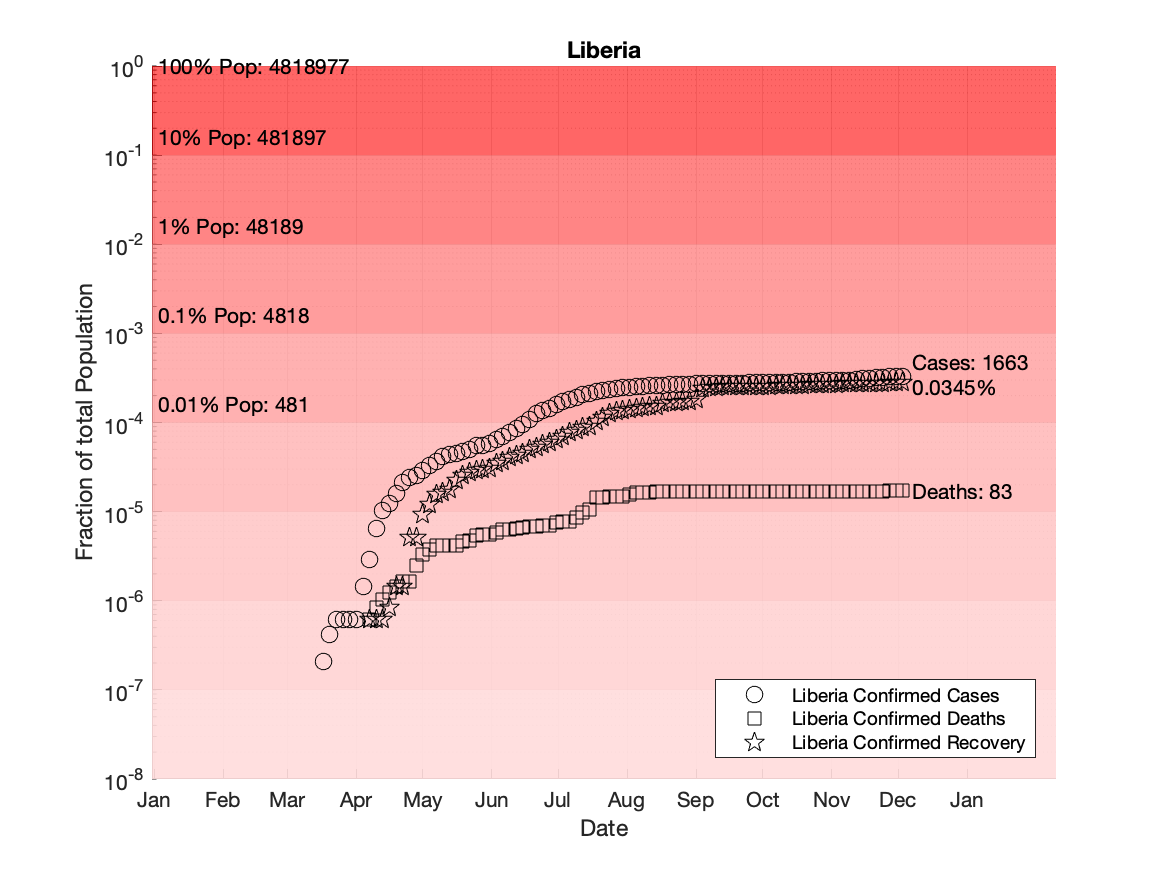 Liberia
10^0
100% Pop: 4818977
10% Pop: 481897
10^-1
1% Pop: 48189
10^-2
0.1% Pop: 4818
10^-3
Cases: 1663
0.0345%
0.01% Pop: 481
10^-4
Deaths: 83
10^-5
10^-6
10^-7
10^-8
Fraction of total Population
Liberia Confirmed Cases
Liberia Confirmed Deaths
Liberia Confirmed Recovery
Jan Feb Mar Apr May Jun Jul Aug Sep Oct Nov Dec Jan
Date